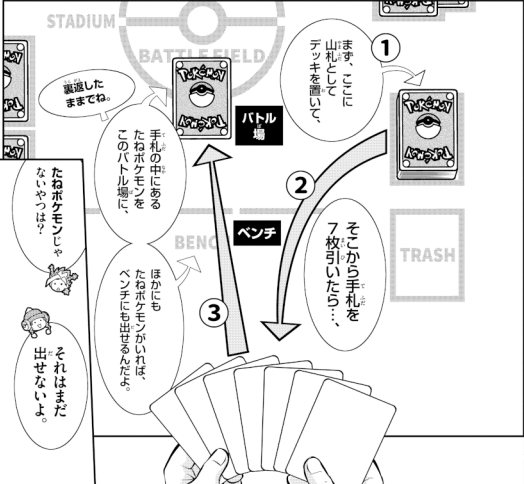 STADIUM
BATTLE FIELD
①
まず、ここに
山札として
デッキを置いて、
POKéMON
POKéMON
バトル
場
②
そこから手札を
7枚引いたら…、
手札の中にある
たねポケモンを
このバトル場に、
裏返した
ままでね。
ベンチ
BENC
TRASH
③
ほかにも
たねポケモンがいれば、
ベンチにも出せるんだよ。
たねポケモンじゃ
ないやつは?
それはまだ
出せないよ。